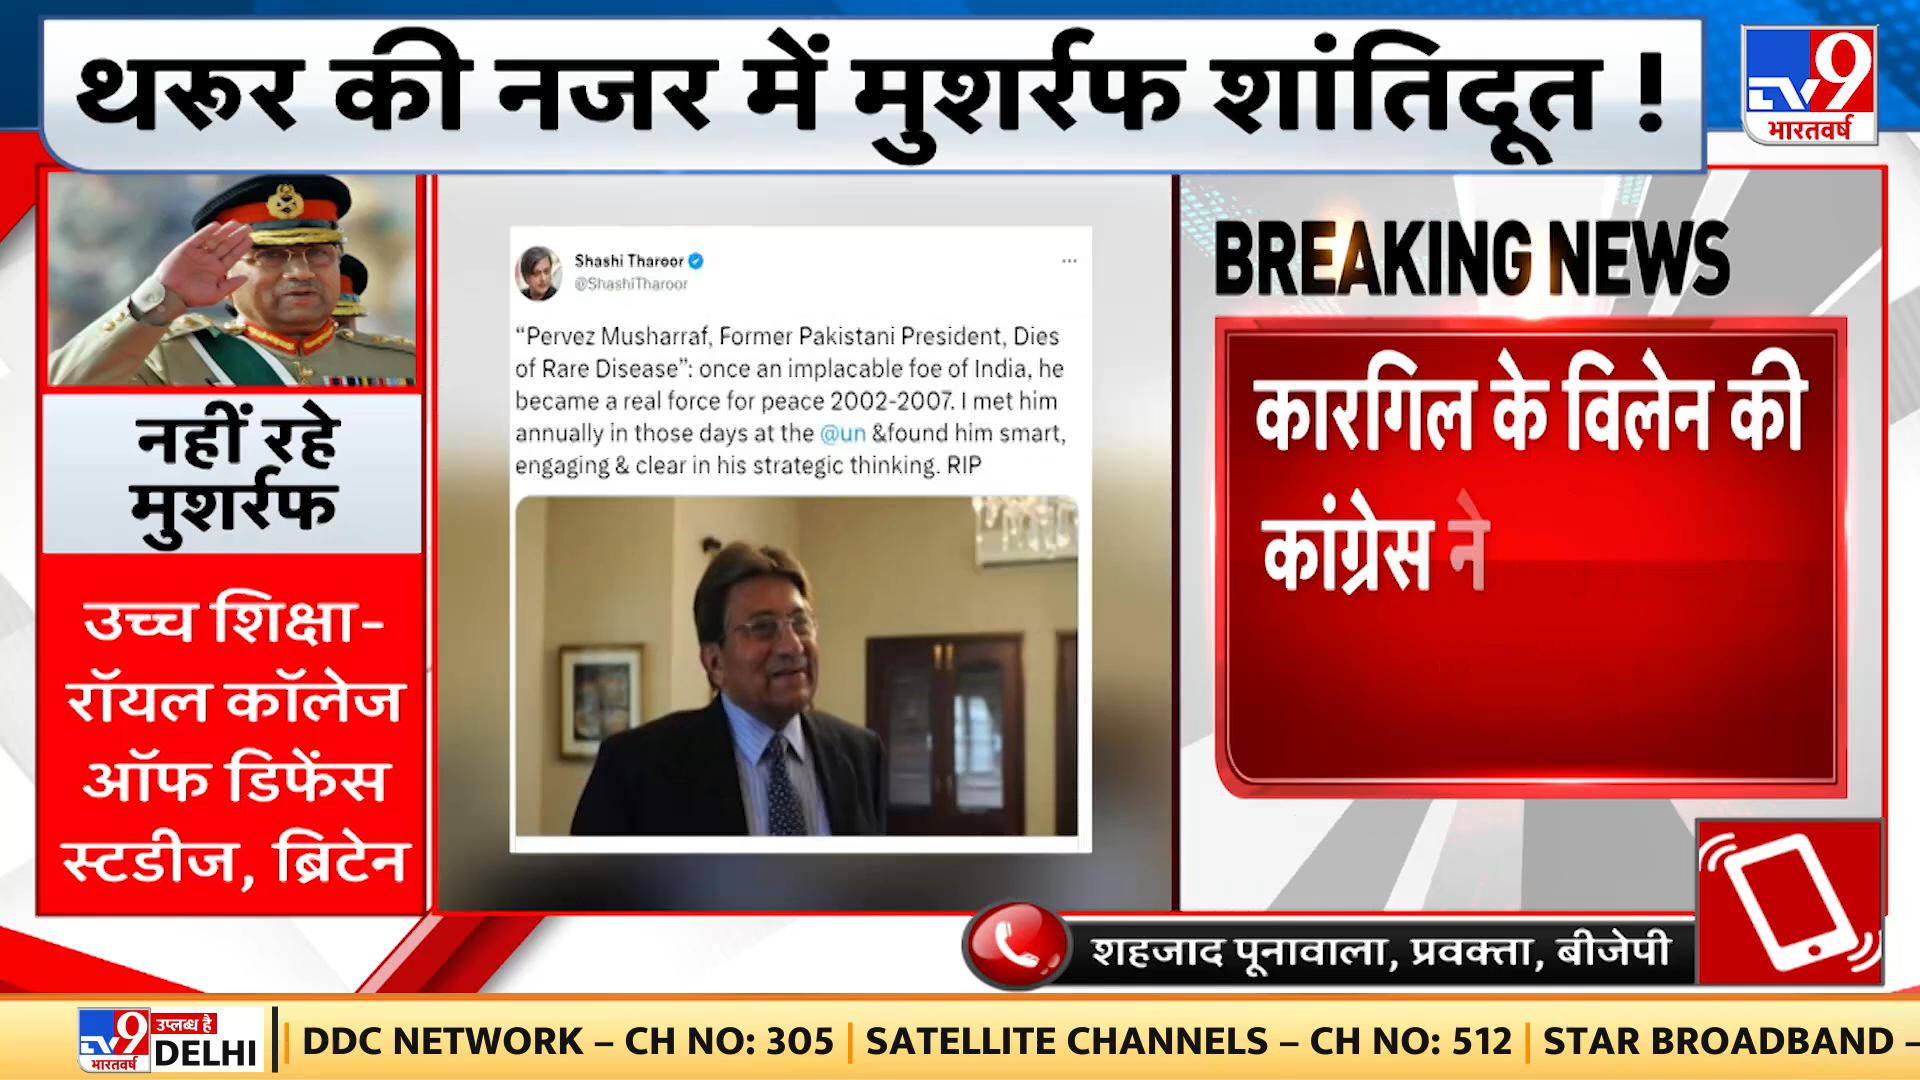 थरूर की नजर में मुशर्रफ शांतिदूत !
TV9
भारतवर्ष
नहीं रहे
मुशर्रफ
उच्च शिक्षा-
रॉयल कॉलेज
ऑफ डिफेंस
स्टडीज, ब्रिटेन
Shashi Tharoor
@ShashiTharoor
“Pervez Musharraf, Former Pakistani President, Dies
of Rare Disease”: once an implacable foe of India, he
became a real force for peace 2002-2007. I met him
annually in those days at the @un &found him smart,
engaging & clear in his strategic thinking. RIP
BREAKING NEWS
कारगिल के विलेन की
कांग्रेस ने
शहजाद पूनावाला, प्रवक्ता, बीजेपी
TV9
भारतवर्ष
उपलब्ध है
DELHI
DDC NETWORK – CH NO: 305 | SATELLITE CHANNELS – CH NO: 512 | STAR BROADBAND –